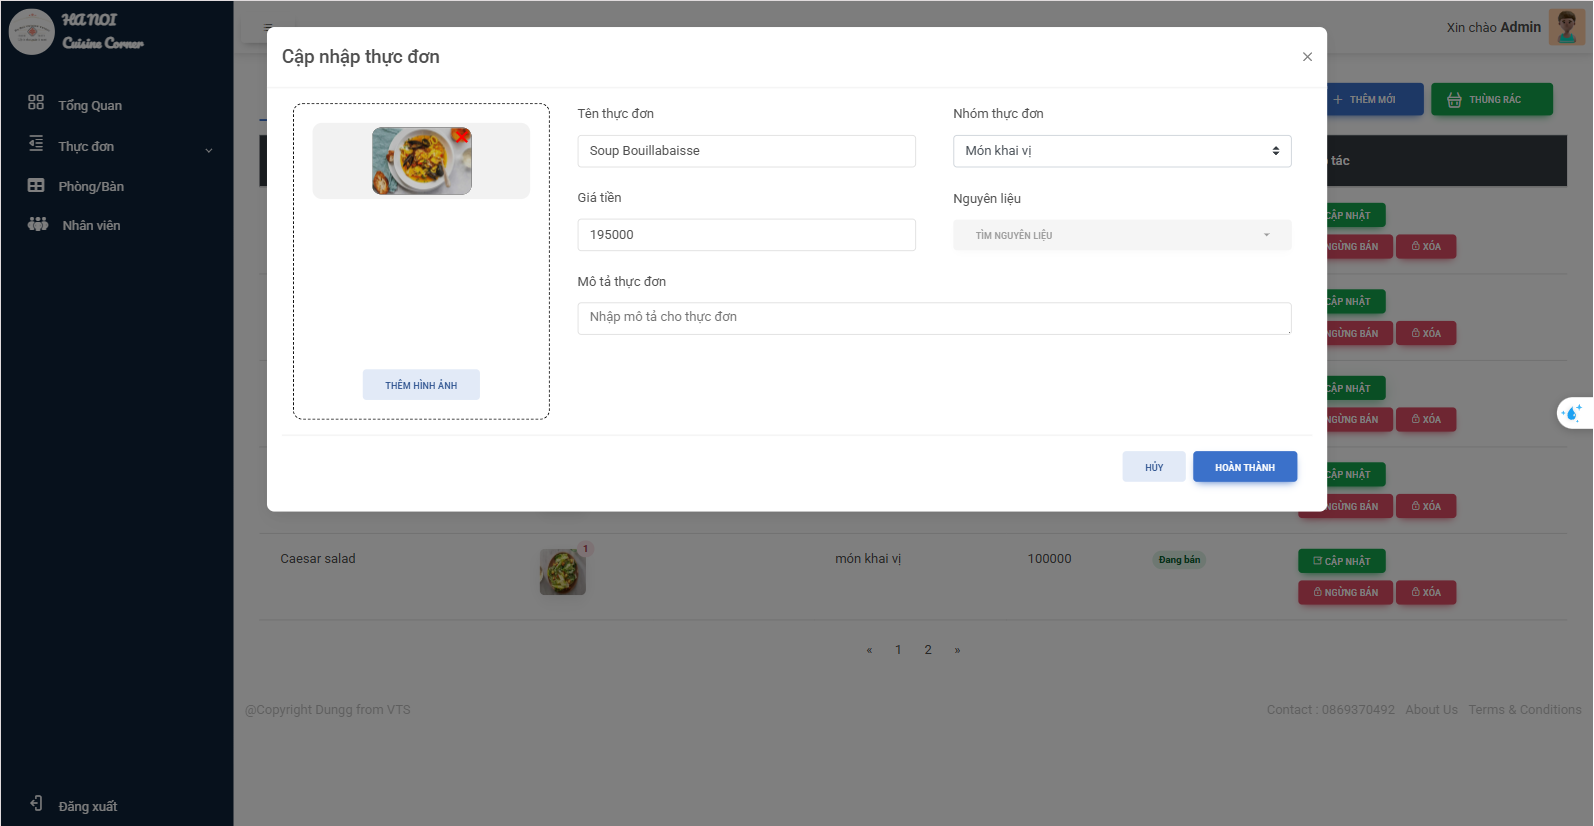 HA NOI
Cuisine Corner
Xin chào Admin
Cập nhập thực đơn
×
Tổng Quan
Thực đơn
Phòng/Bàn
Nhân viên
Đăng xuất
THÊM MỚI
THÙNG RÁC
Tên thực đơn
Nhóm thực đơn
Soup Bouillabaisse
Món khai vị
tác
Giá tiền
Nguyên liệu
195000
TÌM NGUYÊN LIỆU
Mô tả thực đơn
Nhập mô tả cho thực đơn
THÊM HÌNH ẢNH
HỦY
HOÀN THÀNH
CẬP NHẬT
NGỪNG BÁN
XÓA
CẬP NHẬT
NGỪNG BÁN
XÓA
CẬP NHẬT
NGỪNG BÁN
XÓA
CẬP NHẬT
NGỪNG BÁN
XÓA
Caesar salad
1
món khai vị
100000
Đang bán
CẬP NHẬT
NGỪNG BÁN
XÓA
« 1 2 »
@Copyright Dungg from VTS
Contact : 0869370492 About Us Terms & Conditions